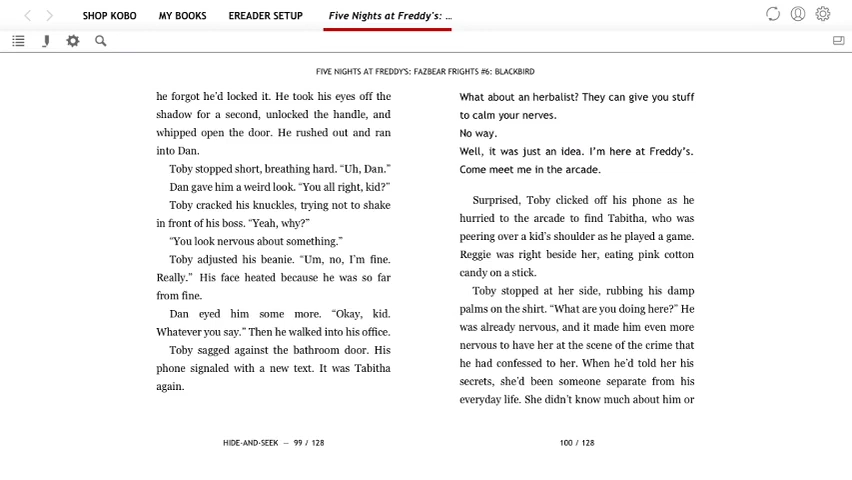 SHOP KOBO
MY BOOKS
EREADER SETUP
Five Nights at Freddy's: ...
FIVE NIGHTS AT FREDDY'S: FAZBEAR FRIGHTS #6: BLACKBIRD
he forgot he’d locked it. He took his eyes off the
shadow for a second, unlocked the handle, and
whipped open the door. He rushed out and ran
into Dan.
Toby stopped short, breathing hard. “Uh, Dan.”
Dan gave him a weird look. “You all right, kid?”
Toby cracked his knuckles, trying not to shake
in front of his boss. “Yeah, why?”
“You look nervous about something.”
Toby adjusted his beanie. “Um, no, I’m fine.
Really.” His face heated because he was so far
from fine.
Dan eyed him some more. “Okay, kid.
Whatever you say.” Then he walked into his office.
Toby sagged against the bathroom door. His
phone signaled with a new text. It was Tabitha
again.
HIDE-AND-SEEK — 99 / 128
What about an herbalist? They can give you stuff
to calm your nerves.
No way.
Well, it was just an idea. I’m here at Freddy’s.
Come meet me in the arcade.
Surprised, Toby clicked off his phone as he
hurried to the arcade to find Tabitha, who was
peering over a kid’s shoulder as he played a game.
Reggie was right beside her, eating pink cotton
candy on a stick.
Toby stopped at her side, rubbing his damp
palms on the shirt. “What are you doing here?” He
was already nervous, and it made him even more
nervous to have her at the scene of the crime that
he had confessed to her. When he’d told her his
secrets, she’d been someone separate from his
everyday life. She didn’t know much about him or
100 / 128